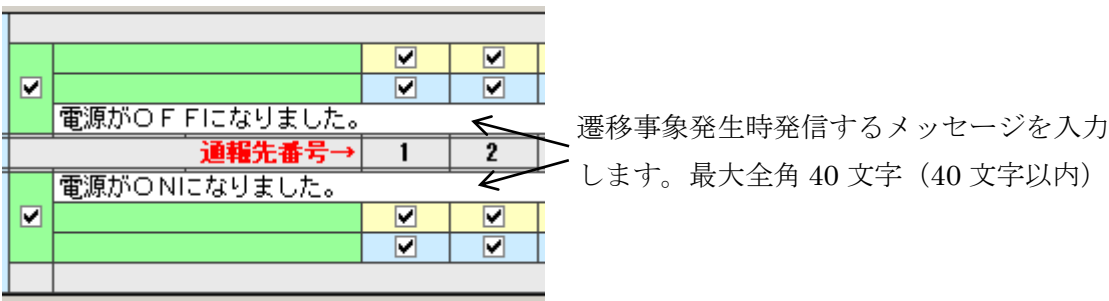 電源がＯＦＦになりました。
通報先番号→ 1 2
電源がＯＮになりました。
遷移事象発生時発信するメッセージを入力
します。最大全角 40 文字（40 文字以内）